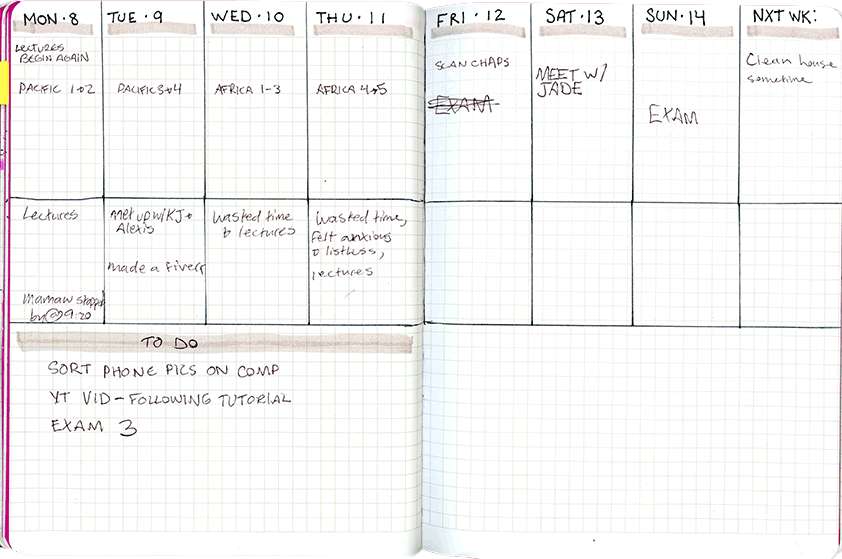 MON・8
LECTURES
BEGIN AGAIN
PACIFIC 1→2
TUE・9
PACIFIC 3→4
WED・10
AFRICA 1-3
THU・11
AFRICA 4→5
FRI・12
SCAN CHAPS
EXAM
SAT・13
MEET W/
JADE
SUN・14
EXAM
NXT WK:
Clean house
sometime
Lectures
Mamaw stopped
by @ 9:20
Met up w/ KJ +
Alexis
made a fiverr
Wasted time
& lectures
Wasted time,
felt anxious
& listless,
lectures
TO DO
SORT PHONE PICS ON COMP
YT VID - FOLLOWING TUTORIAL
EXAM 3